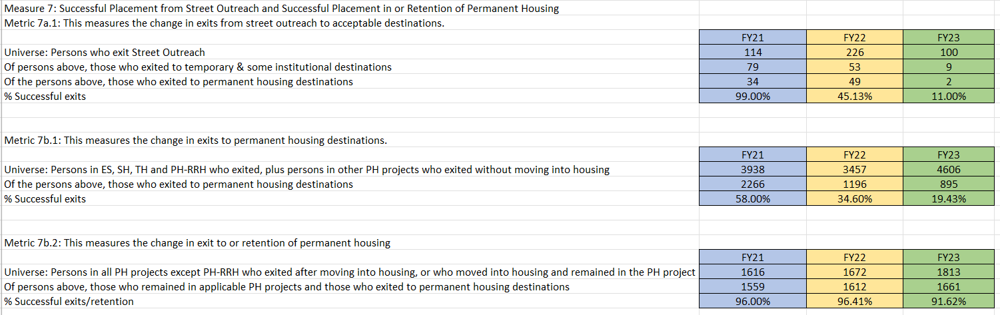 Measure 7: Successful Placement from Street Outreach and Successful Placement in or Retention of Permanent Housing
Metric 7a.1: This measures the change in exits from street outreach to acceptable destinations.
FY21 FY22 FY23
Universe: Persons who exit Street Outreach 114 226 100
Of persons above, those who exited to temporary & some institutional destinations 79 53 9
Of the persons above, those who exited to permanent housing destinations 34 49 2
% Successful exits 99.00% 45.13% 11.00%
Metric 7b.1: This measures the change in exits to permanent housing destinations.
FY21 FY22 FY23
Universe: Persons in ES, SH, TH and PH-RRH who exited, plus persons in other PH projects who exited without moving into housing 3938 3457 4606
Of the persons above, those who exited to permanent housing destinations 2266 1196 895
% Successful exits 58.00% 34.60% 19.43%
Metric 7b.2: This measures the change in exit to or retention of permanent housing
FY21 FY22 FY23
Universe: Persons in all PH projects except PH-RRH who exited after moving into housing, or who moved into housing and remained in the PH project 1616 1672 1813
Of persons above, those who remained in applicable PH projects and those who exited to permanent housing destinations 1559 1612 1661
% Successful exits/retention 96.00% 96.41% 91.62%